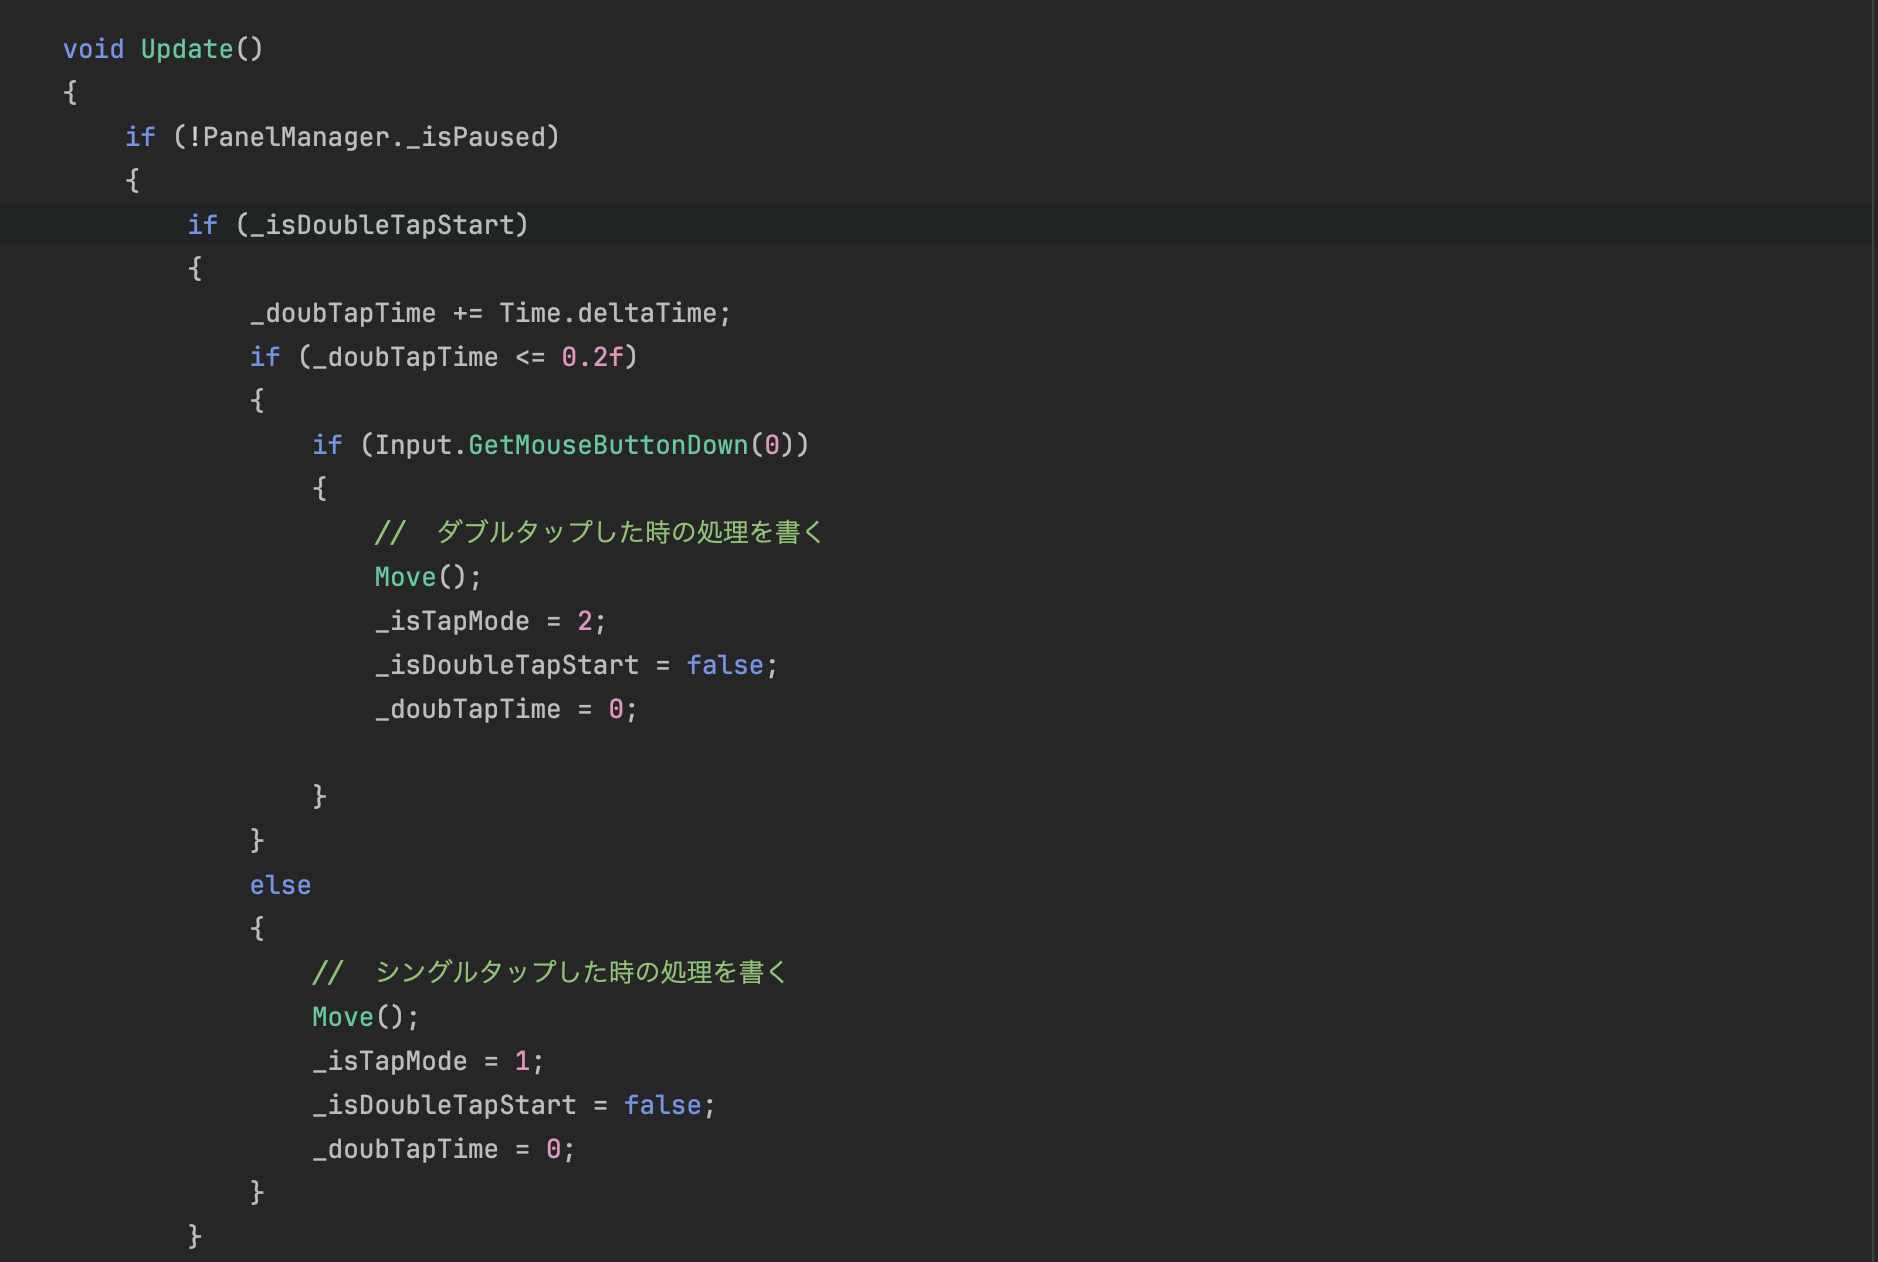 void Update()
{
if (!PanelManager._isPaused)
{
if (_isDoubleTapStart)
{
_doubTapTime += Time.deltaTime;
if (_doubTapTime <= 0.2f)
{
if (Input.GetMouseButtonDown(0))
{
//　ダブルタップした時の処理を書く
Move();
_isTapMode = 2;
_isDoubleTapStart = false;
_doubTapTime = 0;
}
}
else
{
//　シングルタップした時の処理を書く
Move();
_isTapMode = 1;
_isDoubleTapStart = false;
_doubTapTime = 0;
}
}